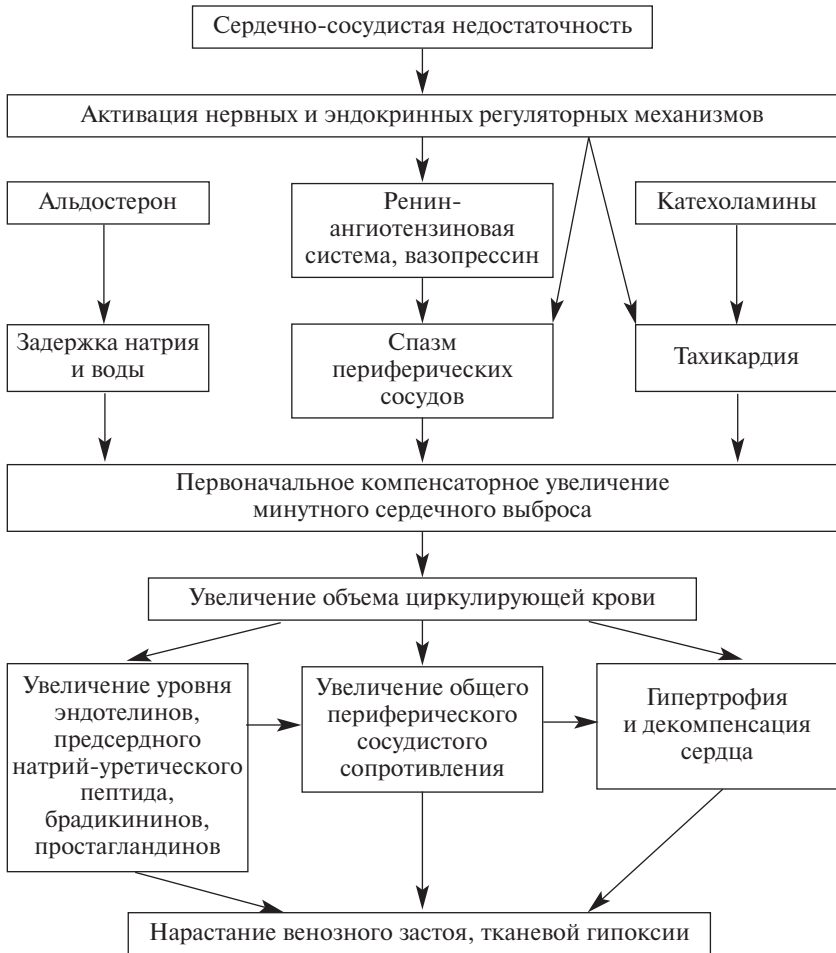 Сердечно-сосудистая недостаточность
Активация нервных и эндокринных регуляторных механизмов
Альдостерон
Ренин-
ангиотензиновая
система, вазопрессин
Катехоламины
Задержка натрия
и воды
Спазм
периферических
сосудов
Тахикардия
Первоначальное компенсаторное увеличение
минутного сердечного выброса
Увеличение объема циркулирующей крови
Увеличение уровня
эндотелинов,
предсердного
натрий-уретического
пептида,
брадикининов,
простагландинов
Увеличение общего
периферического
сосудистого
сопротивления
Гипертрофия
и декомпенсация
сердца
Нарастание венозного застоя, тканевой гипоксии